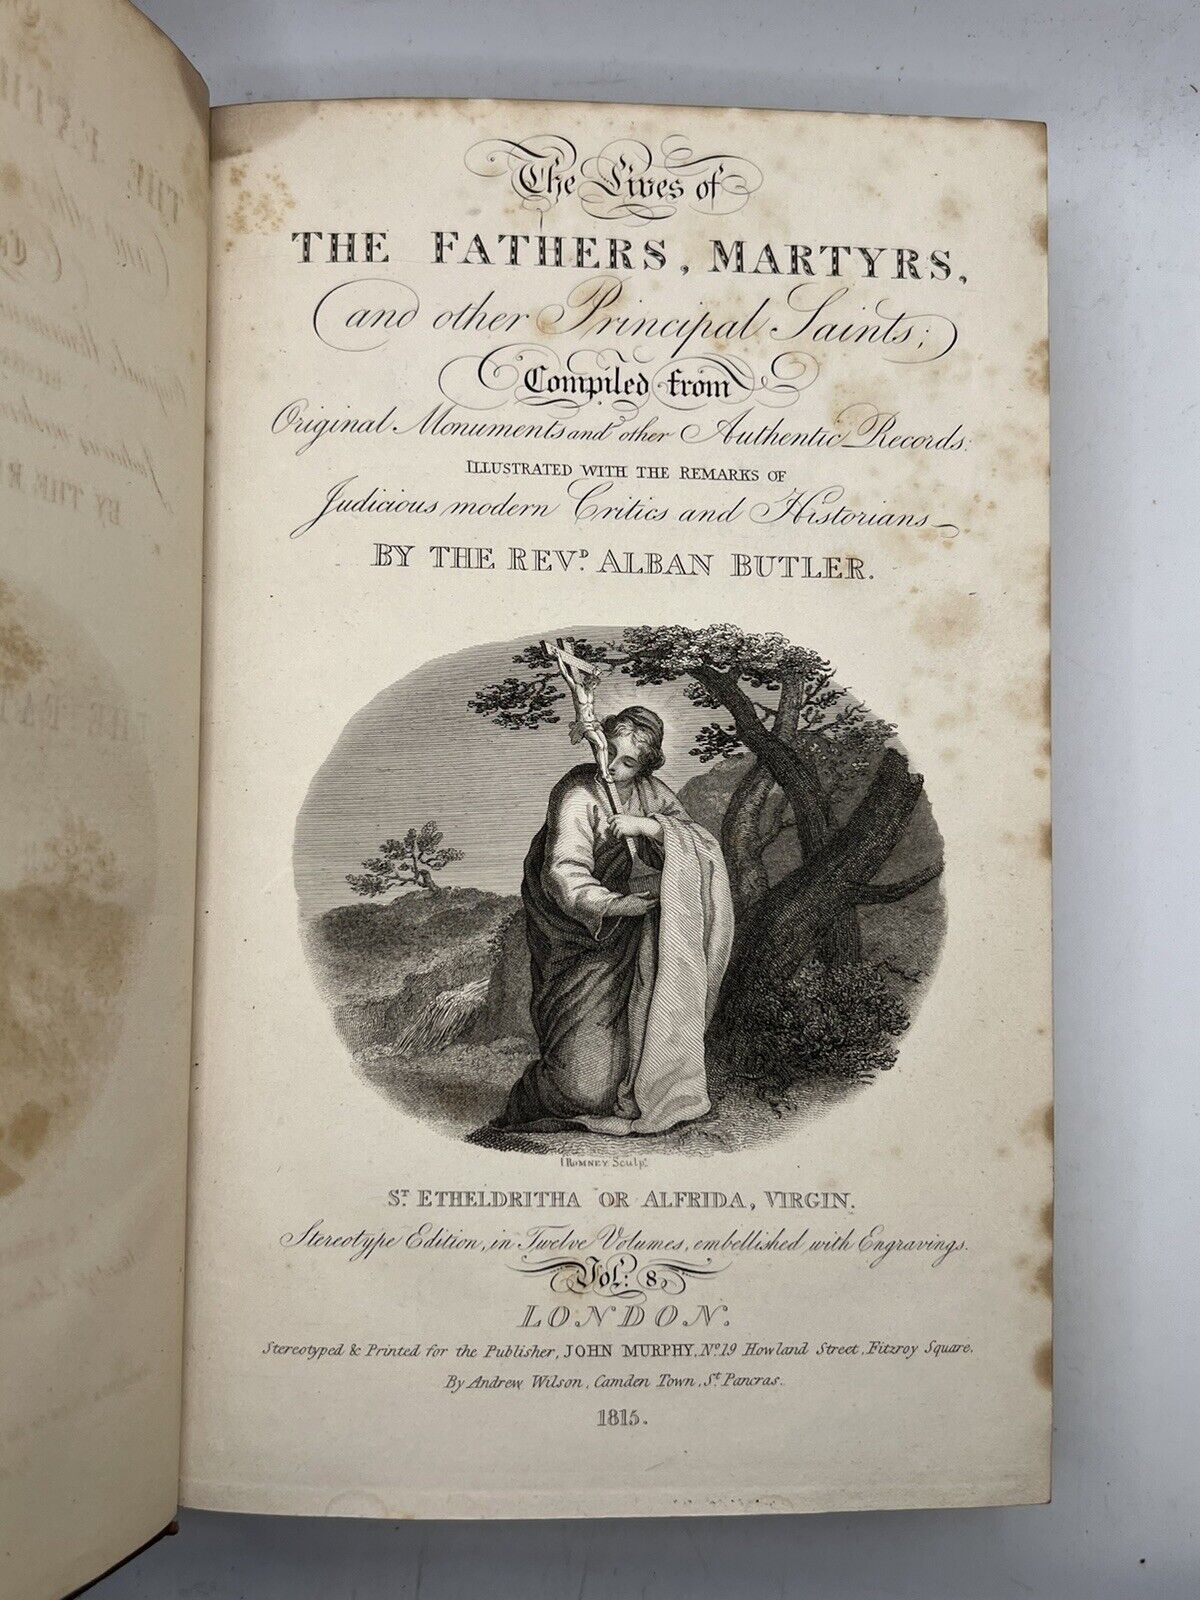 The Lives of
THE FATHERS, MARTYRS,
and other Principal Saints;
Compiled from
Original Monuments and other Authentic Records:
ILLUSTRATED WITH THE REMARKS OF
Judicious modern Critics and Historians
BY THE REVD. ALBAN BUTLER.
I ROMNEY Sculpt.
ST. ETHELDRITHA OR ALFRIDA, VIRGIN.
Stereotype Edition, in Twelve Volumes, embellished with Engravings.
Vol: 8
LONDON.
Stereotyped & Printed for the Publisher, JOHN MURPHY, No. 19 Howland Street, Fitzroy Square.
By Andrew Wilson, Camden Town, St. Pancras.
1815.